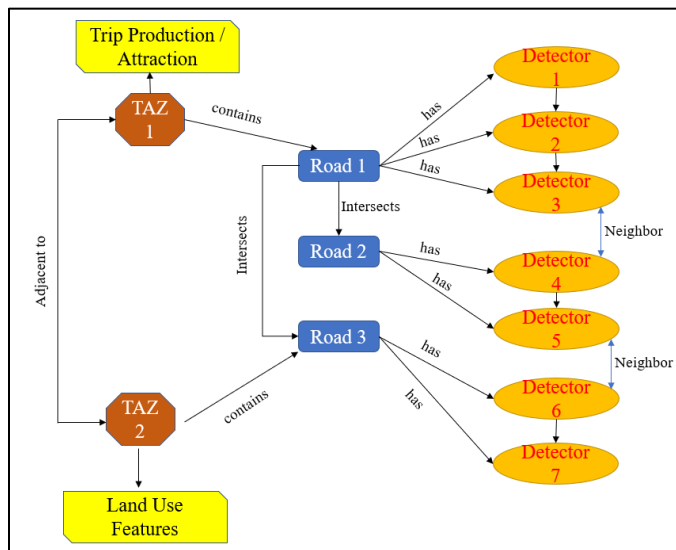 Trip Production /
Attraction
TAZ
1
contains
Road 1
has
has
has
Detector
1
Detector
2
Detector
3
Neighbor
Intersects
Intersects
Adjacent to
Road 2
has
has
Detector
4
Detector
5
Neighbor
Road 3
has
has
Detector
6
Detector
7
TAZ
2
contains
Land Use
Features